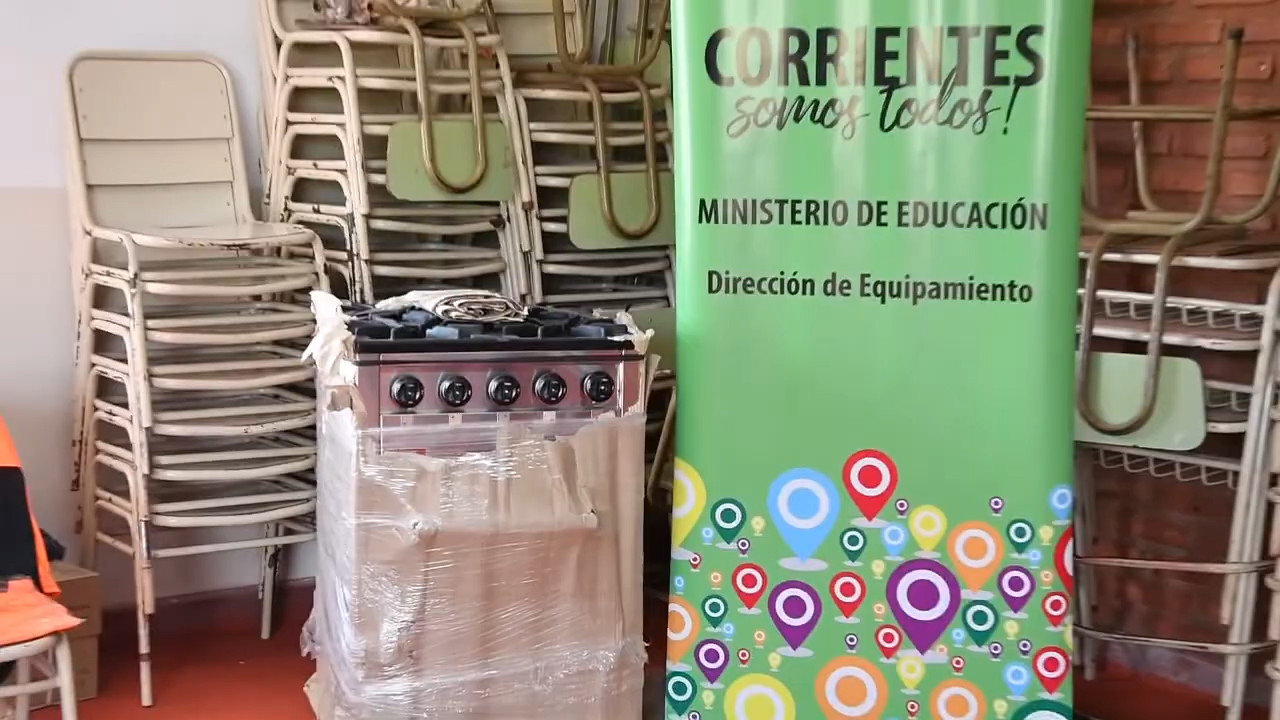 CORRIENTES
somos todos!
MINISTERIO DE EDUCACIÓN
Dirección de Equipamiento